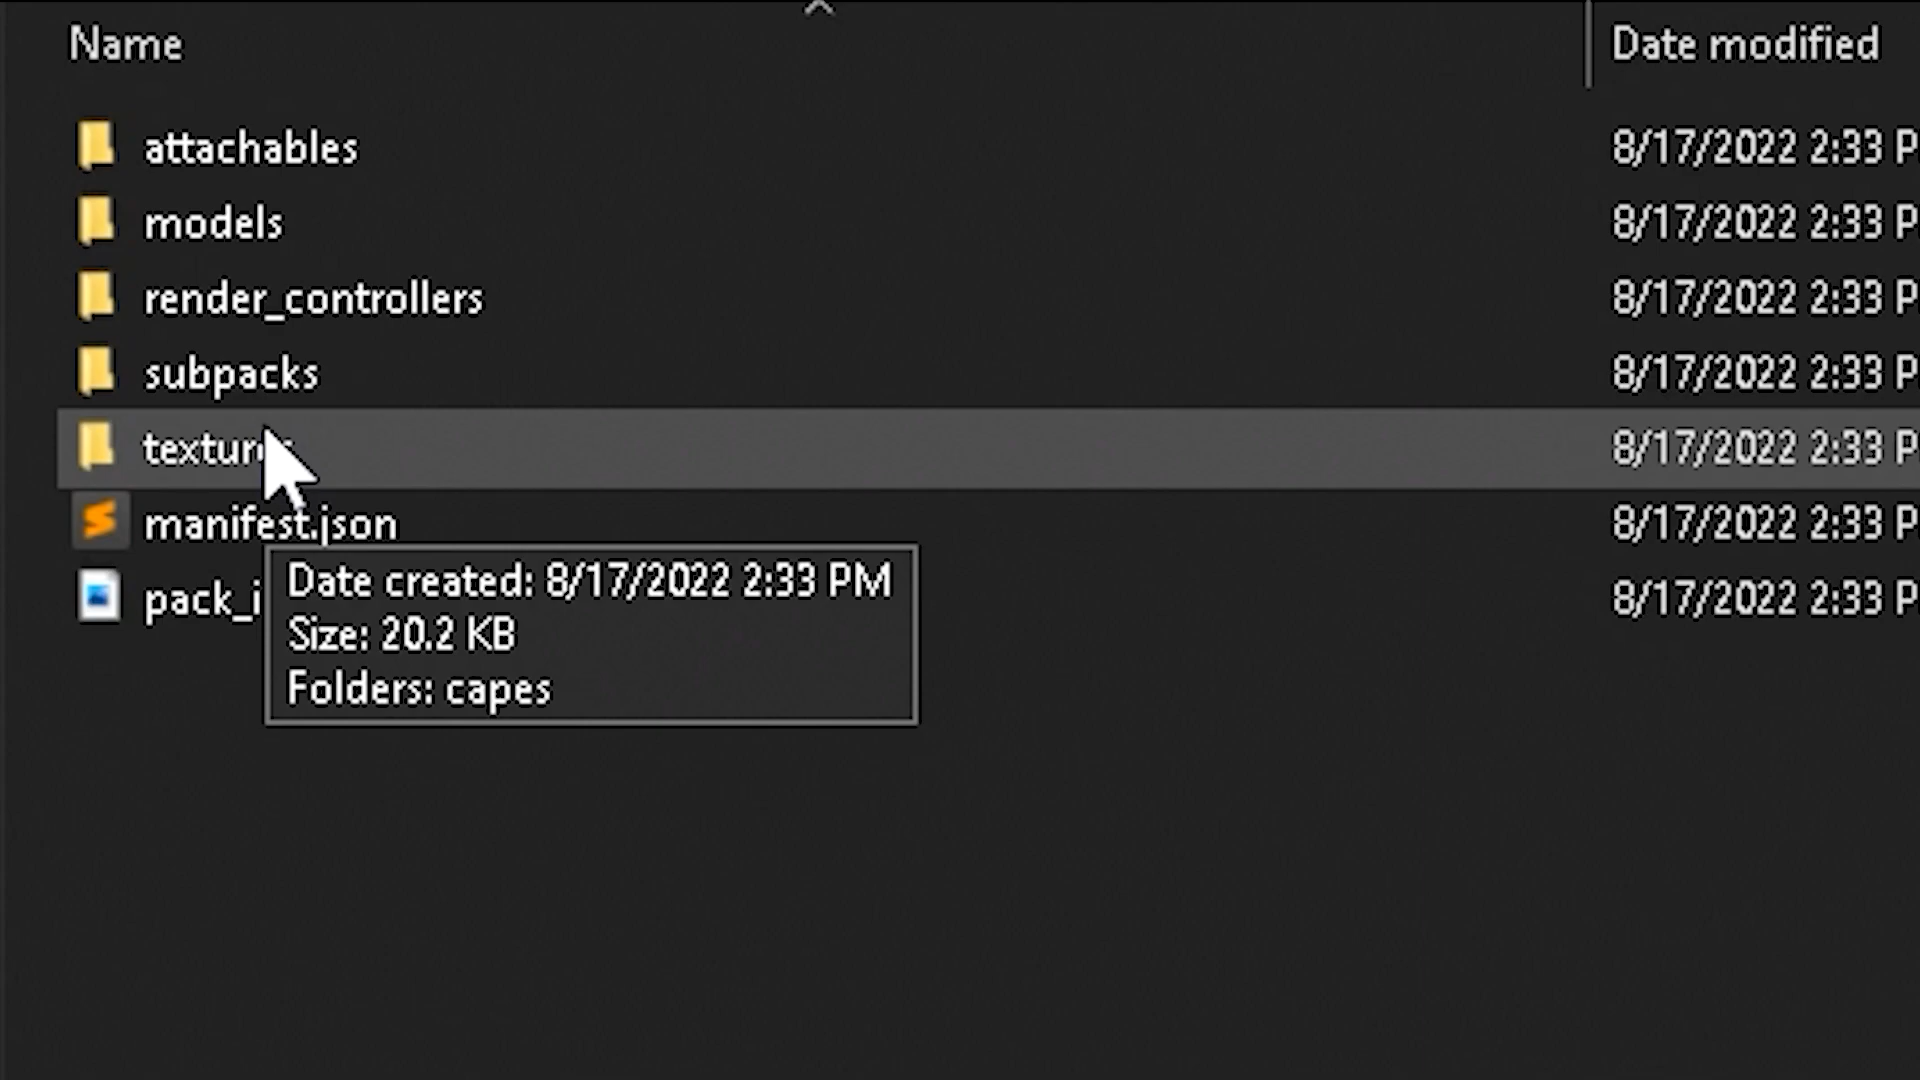 Name Date modified
attachables 8/17/2022 2:33 P
models 8/17/2022 2:33 P
render_controllers 8/17/2022 2:33 P
subpacks 8/17/2022 2:33 P
8/17/2022 2:33 P
manifest.json 8/17/2022 2:33 P
pack_i 8/17/2022 2:33 P
Date created: 8/17/2022 2:33 PM
Size: 20.2 KB
Folders: capes